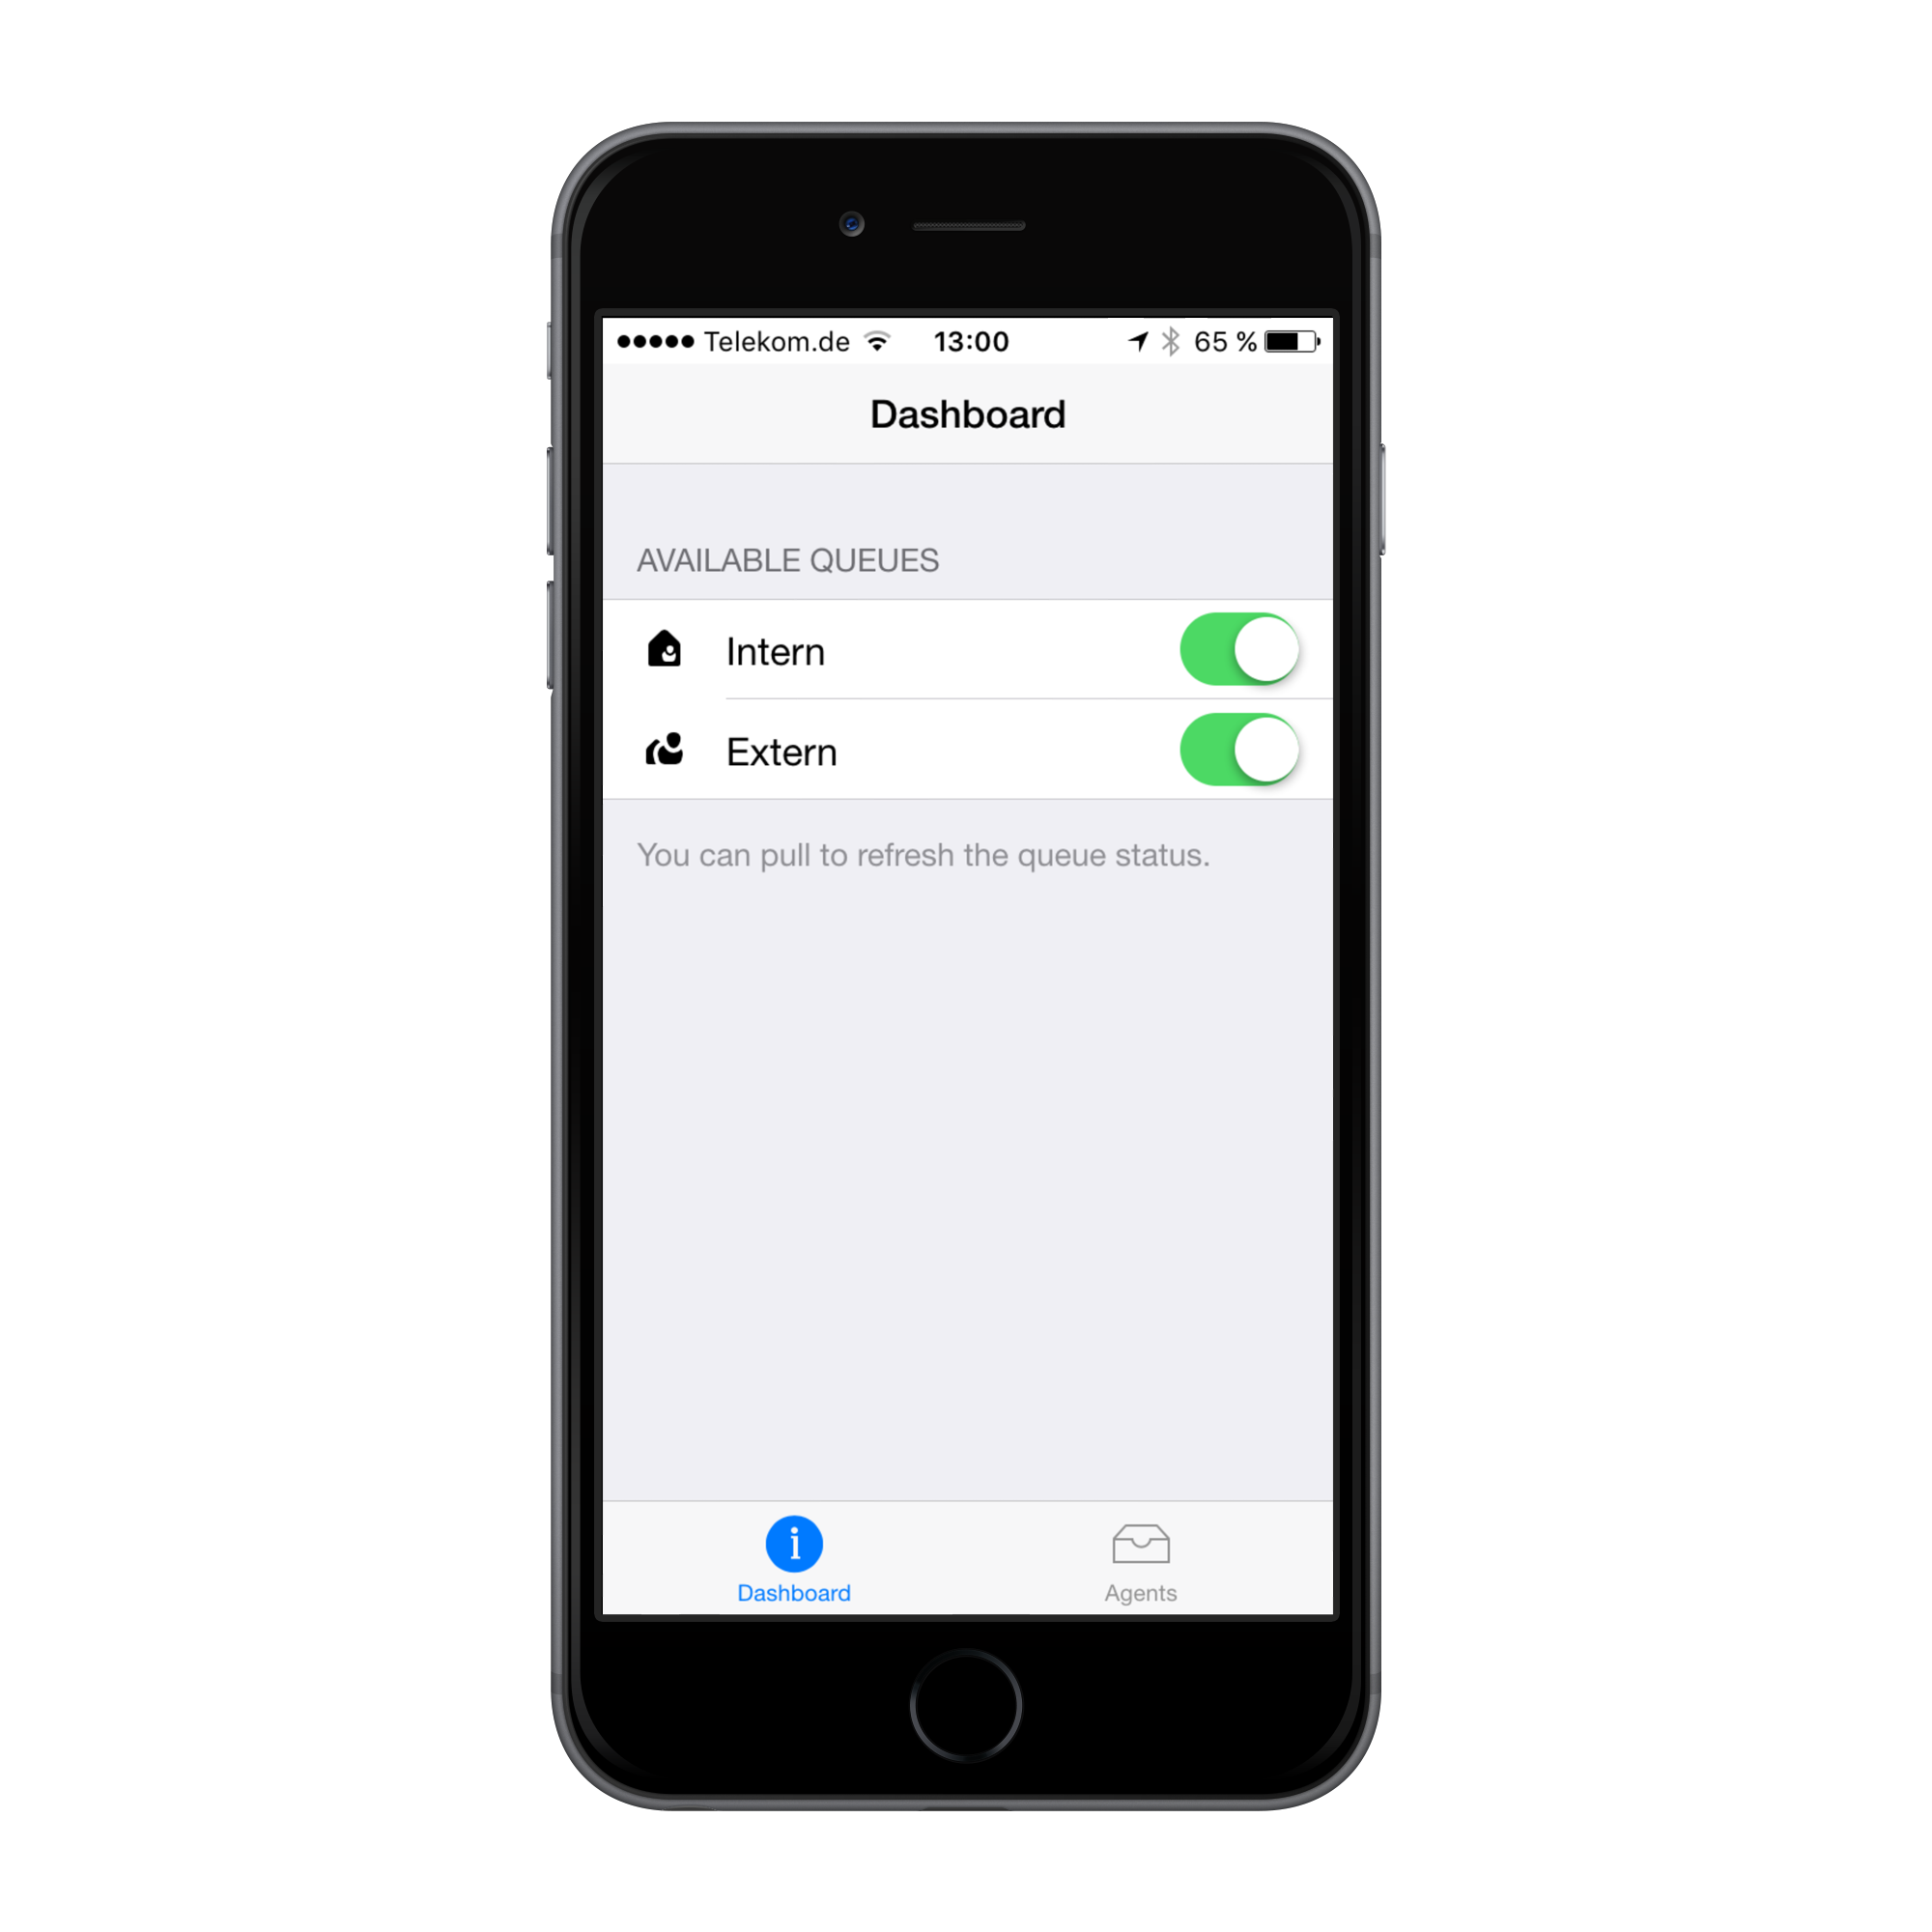 Telekom.de 13:00 65 %
Dashboard
AVAILABLE QUEUES
Intern
Extern
You can pull to refresh the queue status.
i
Dashboard Agents